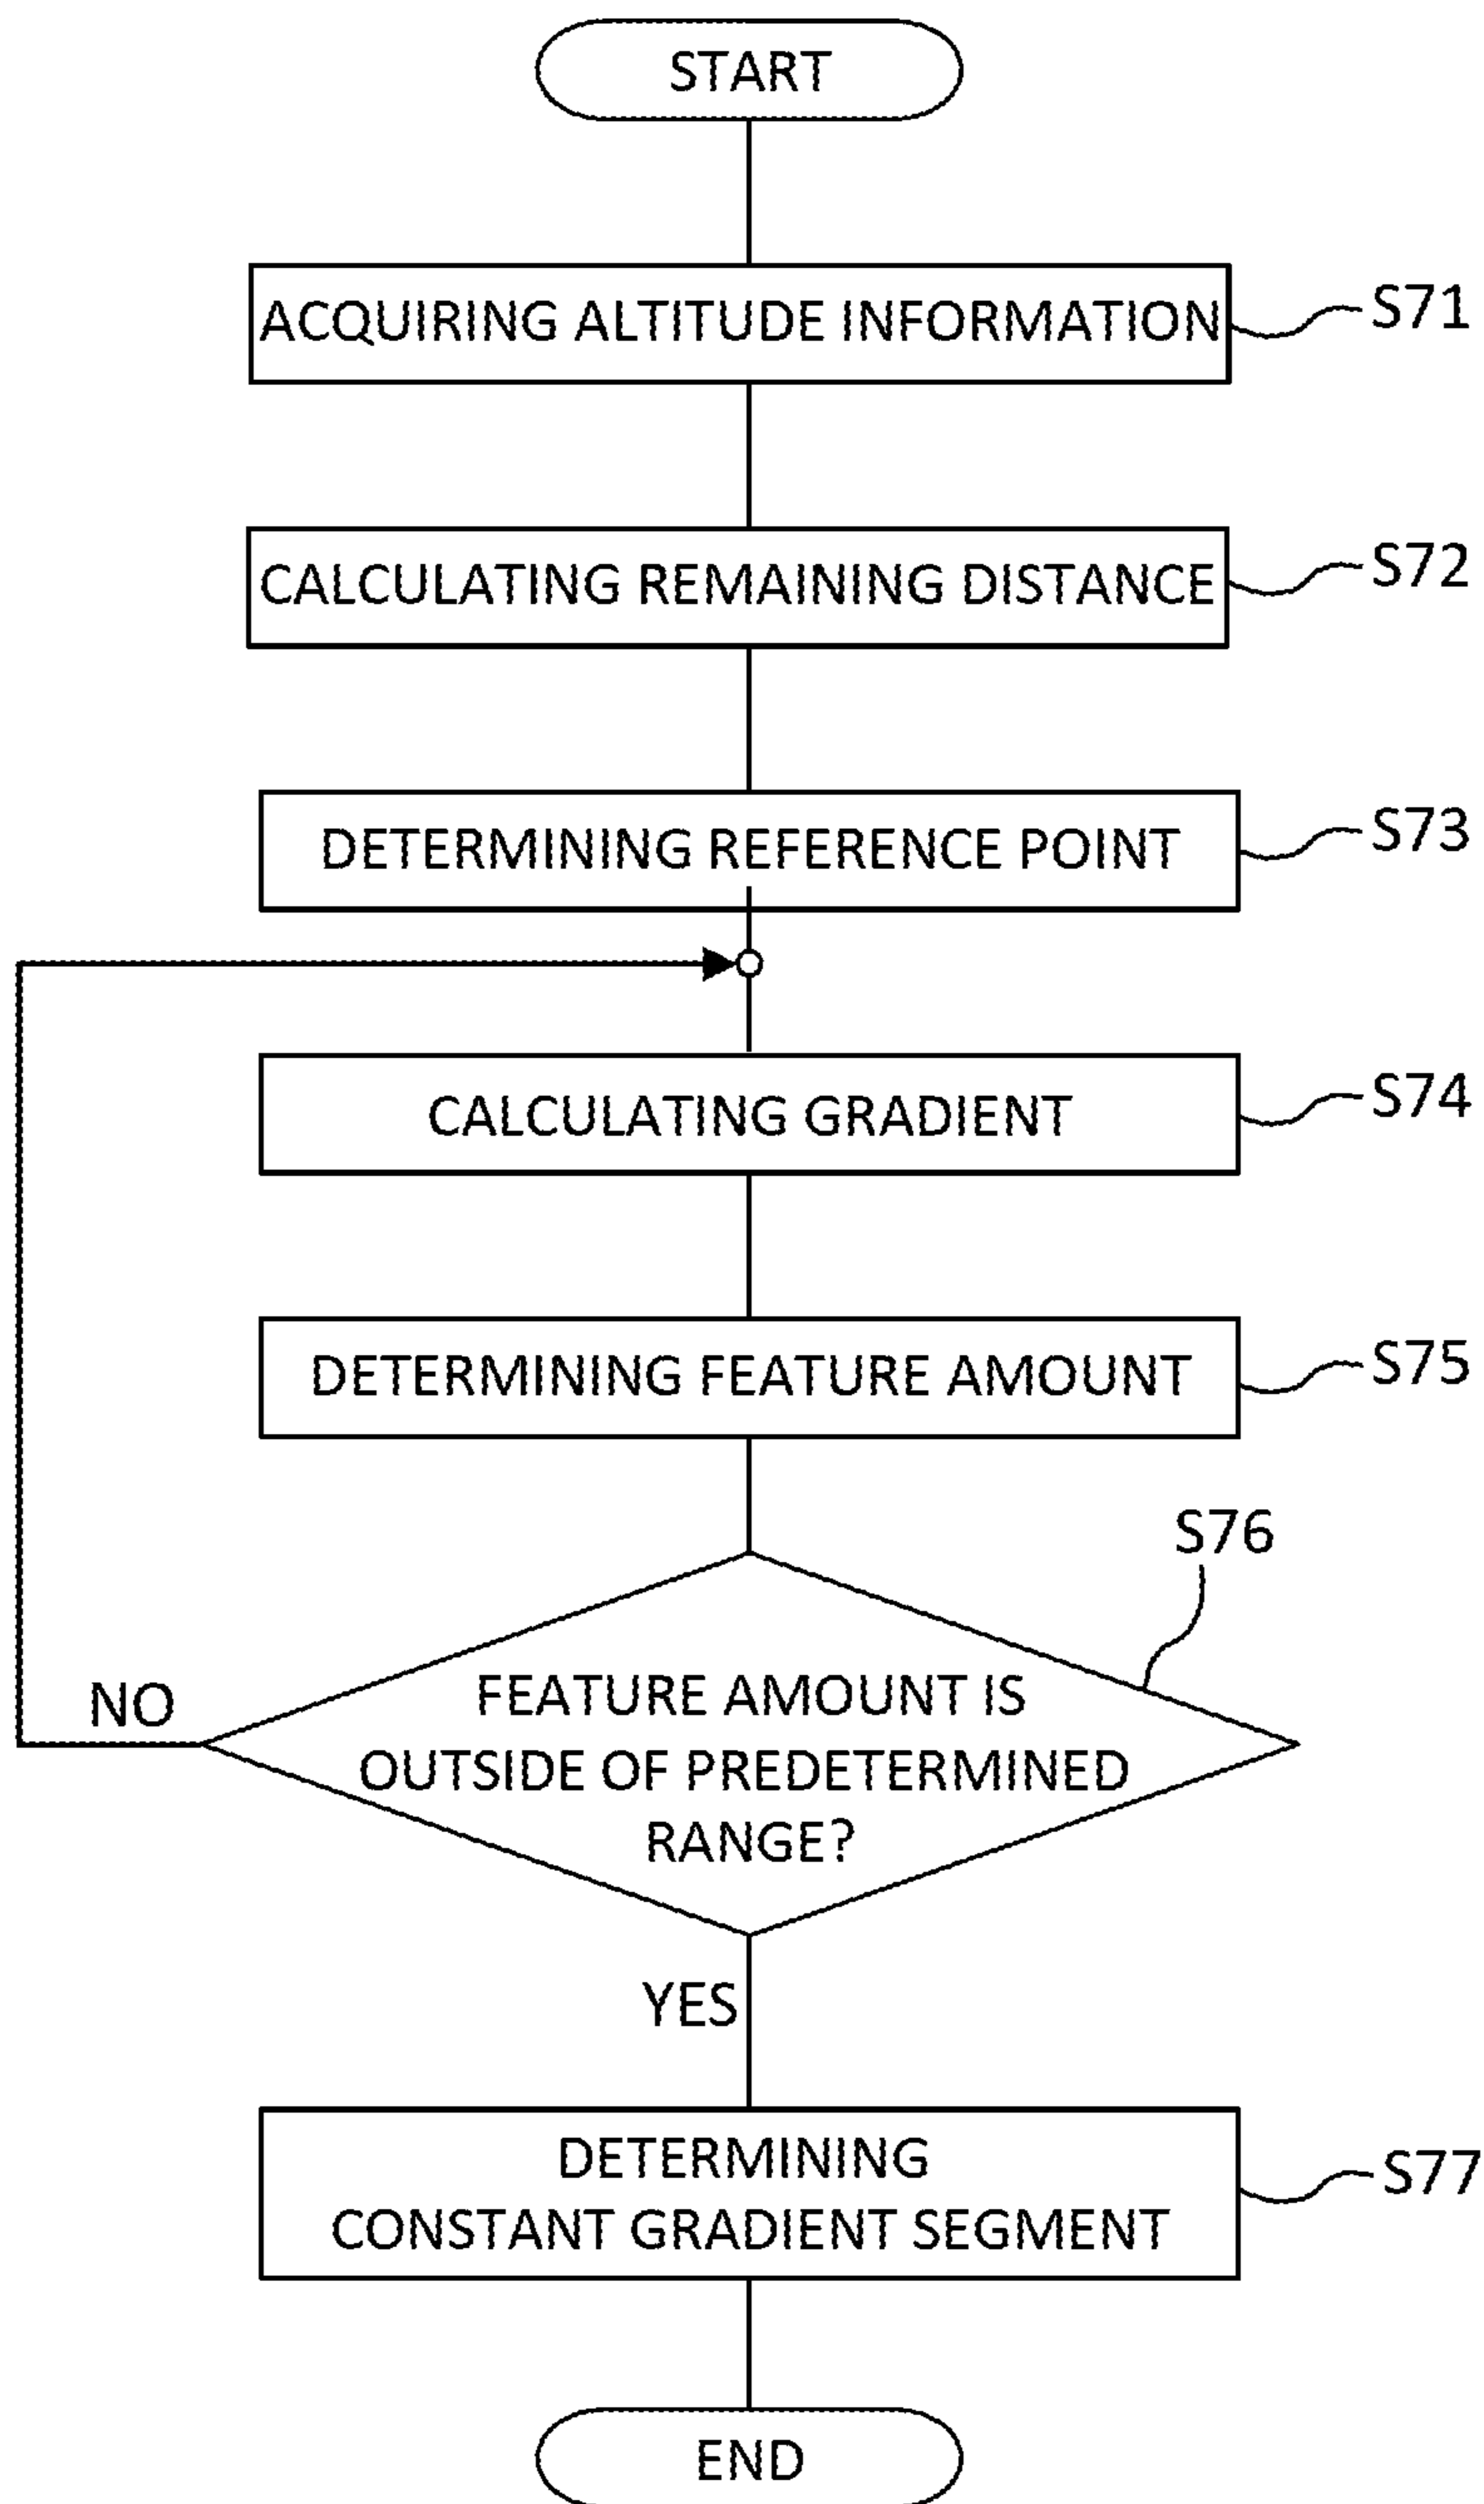 START
ACQUIRING ALTITUDE INFORMATION
S71
CALCULATING REMAINING DISTANCE
S72
DETERMINING REFERENCE POINT
S73
CALCULATING GRADIENT
S74
DETERMINING FEATURE AMOUNT
S75
S76
FEATURE AMOUNT IS
OUTSIDE OF PREDETERMINED
RANGE?
NO
YES
DETERMINING
CONSTANT GRADIENT SEGMENT
S77
END